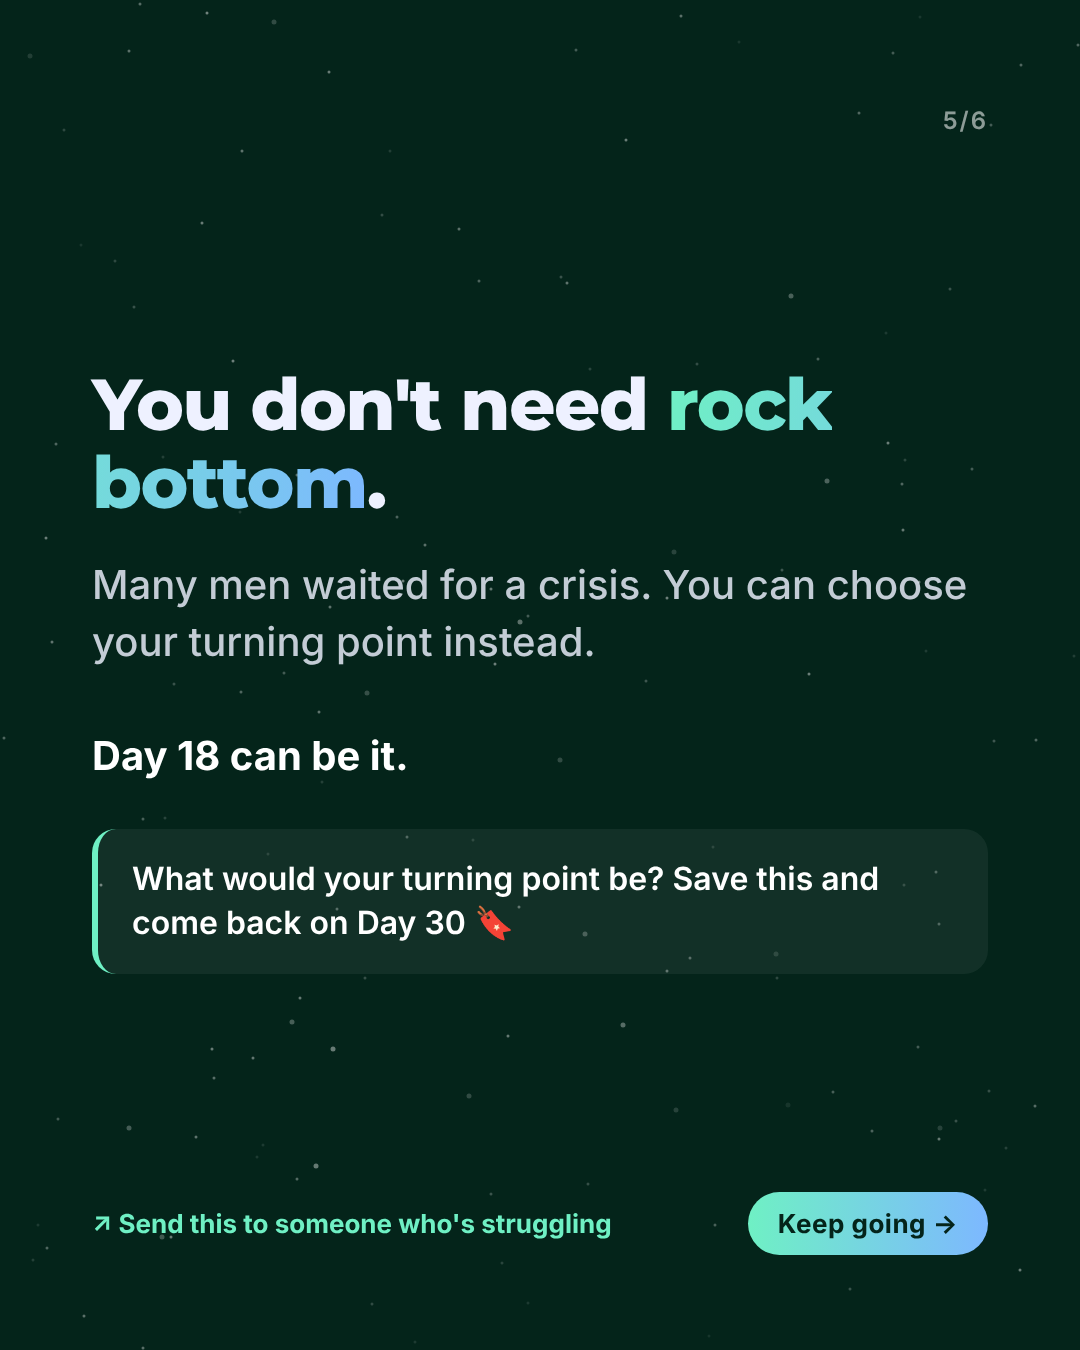 5/6
You don't need rock
bottom.
Many men waited for a crisis. You can choose
your turning point instead.
Day 18 can be it.
What would your turning point be? Save this and
come back on Day 30 🔖
↗ Send this to someone who's struggling
Keep going →